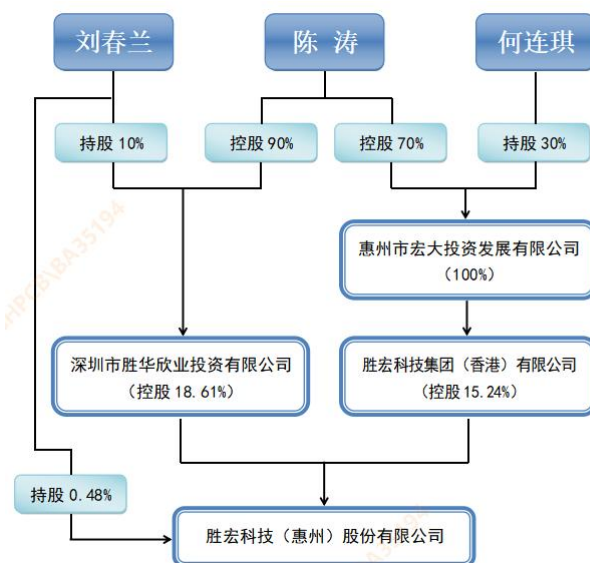 刘春兰
陈 涛
何连琪
持股 10%
控股 90%
控股 70%
持股 30%
惠州市宏大投资发展有限公司
（100%）
深圳市胜华欣业投资有限公司
（控股 18.61%）
胜宏科技集团（香港）有限公司
（控股 15.24%）
持股 0.48%
胜宏科技（惠州）股份有限公司